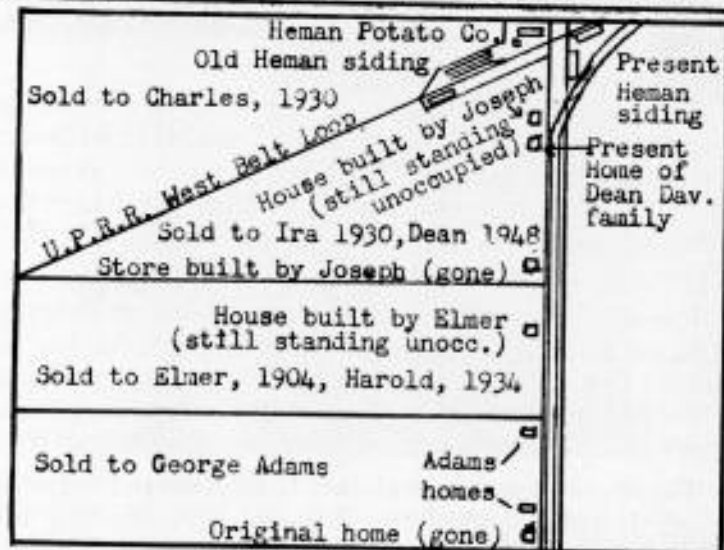 Heman Potato Co.
Old Heman siding
Present
Heman
siding
Sold to Charles, 1930
U.P.R.R. West Belt Loop
House built by Joseph
(still standing
unoccupied)
Present
Home of
Dean Dav.
family
Sold to Ira 1930, Dean 1948
Store built by Joseph (gone)
House built by Elmer
(still standing unocc.)
Sold to Elmer, 1904, Harold, 1934
Sold to George Adams
Adams
homes
Original home (gone)